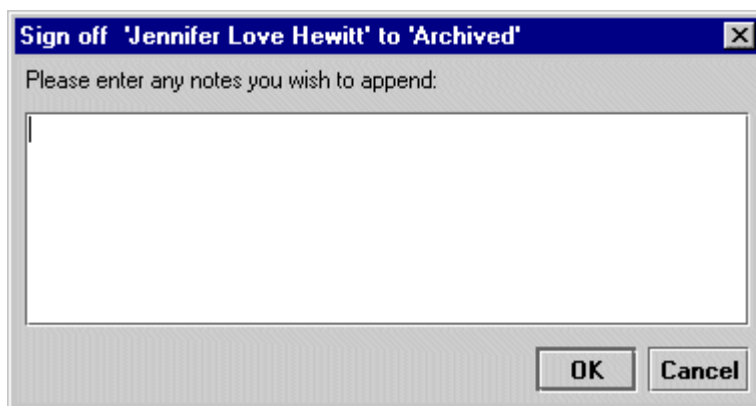 Sign off  'Jennifer Love Hewitt' to 'Archived'
Please enter any notes you wish to append:
OK Cancel